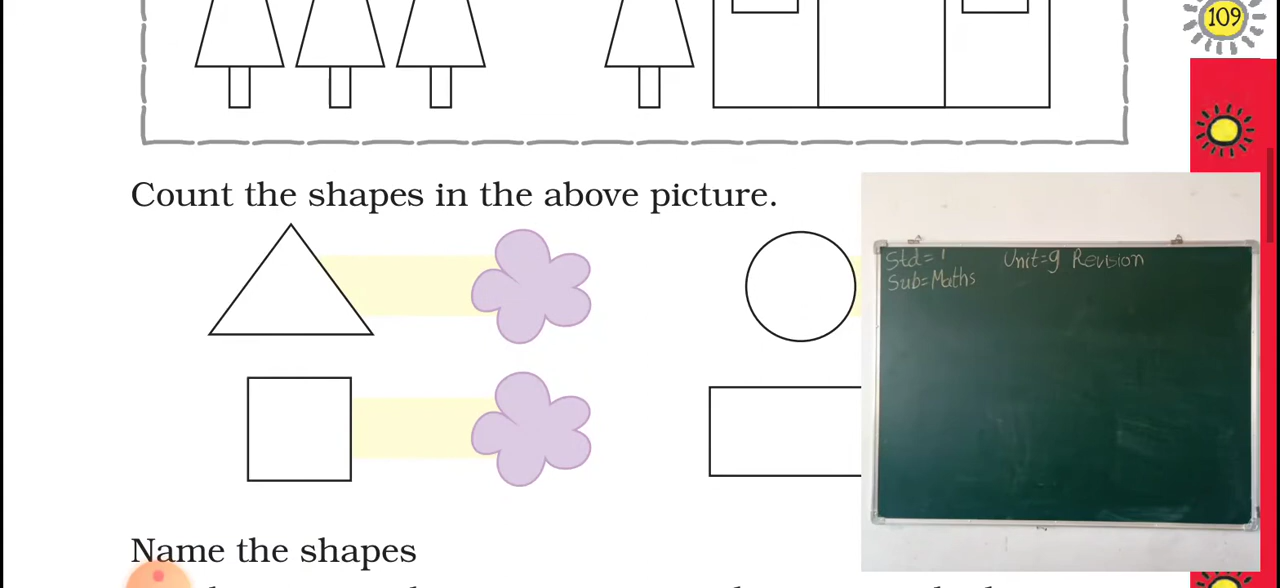 109
Count the shapes in the above picture.
Std= 1 Unit=9 Revision
Sub=Maths
Name the shapes